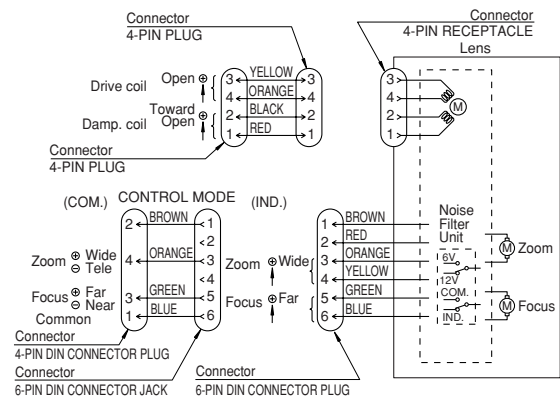 Connector
4-PIN PLUG
Connector
4-PIN RECEPTACLE
Lens
Drive coil
Open ⊕
3 YELLOW 3
4 ORANGE 4
Damp. coil
Toward
Open ⊕
2 BLACK 2
1 RED 1
Connector
4-PIN PLUG
3
4
2
1
M
(COM.) CONTROL MODE (IND.)
2 BROWN 1
2
Zoom ⊕ Wide
⊖ Tele
4 ORANGE 3
4
Focus ⊕ Far
⊖ Near
3 GREEN 5
Common
1 BLUE 6
Connector
4-PIN DIN CONNECTOR PLUG
Connector
6-PIN DIN CONNECTOR JACK
1 BROWN
2 RED
Zoom ⊕ Wide
3 ORANGE
4 YELLOW
Focus ⊕ Far
5 GREEN
6 BLUE
Connector
6-PIN DIN CONNECTOR PLUG
Noise
Filter
Unit
6V
12V
COM.
IND.
M Zoom
M Focus